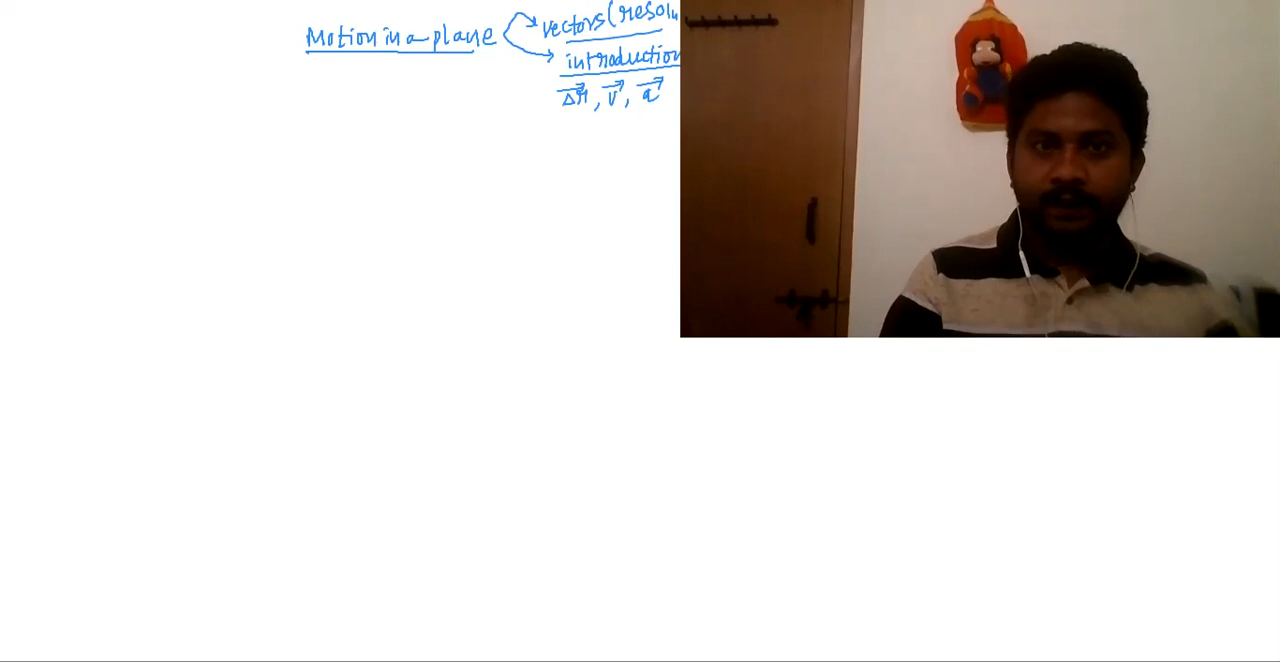 Motion in a plane
vectors (resolu
introduction
Δr, v, a